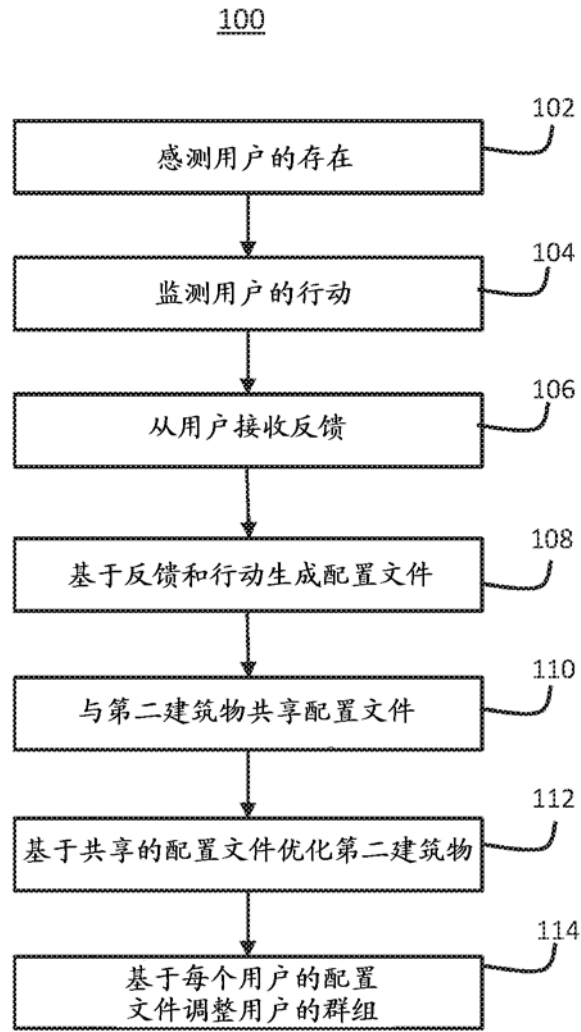 100
102
感测用户的存在
104
监测用户的行动
106
从用户接收反馈
108
基于反馈和行动生成配置文件
110
与第二建筑物共享配置文件
112
基于共享的配置文件优化第二建筑物
114
基于每个用户的配置
文件调整用户的群组